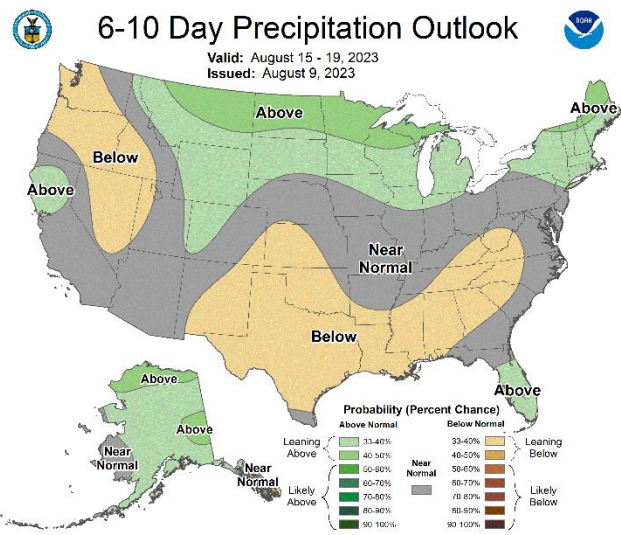 6-10 Day Precipitation Outlook
NOAA
Valid: August 15 - 19, 2023
Issued: August 9, 2023
Above
Above
Below
Above
Near
Normal
Below
Above
Above
Above
Near
Normal
Near
Normal
Probability (Percent Chance)
Above Normal
Below Normal
Leaning
Above
33-40%
40-50%
Likely
Above
50-60%
60-70%
70-80%
80-90%
90-100%
Near
Normal
33-40%
40-50%
Leaning
Below
50-60%
60-70%
70-80%
80-90%
90-100%
Likely
Below